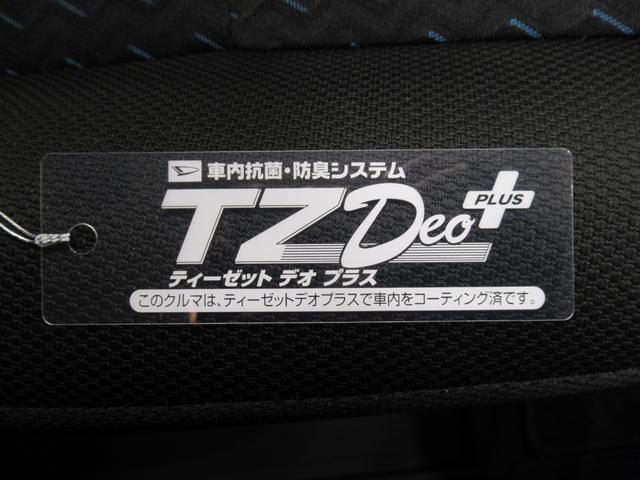 車内抗菌・防臭システム
TZDeo PLUS
ティーゼット デオ プラス
このクルマは、ティーゼットデオプラスで車内をコーティング済です。